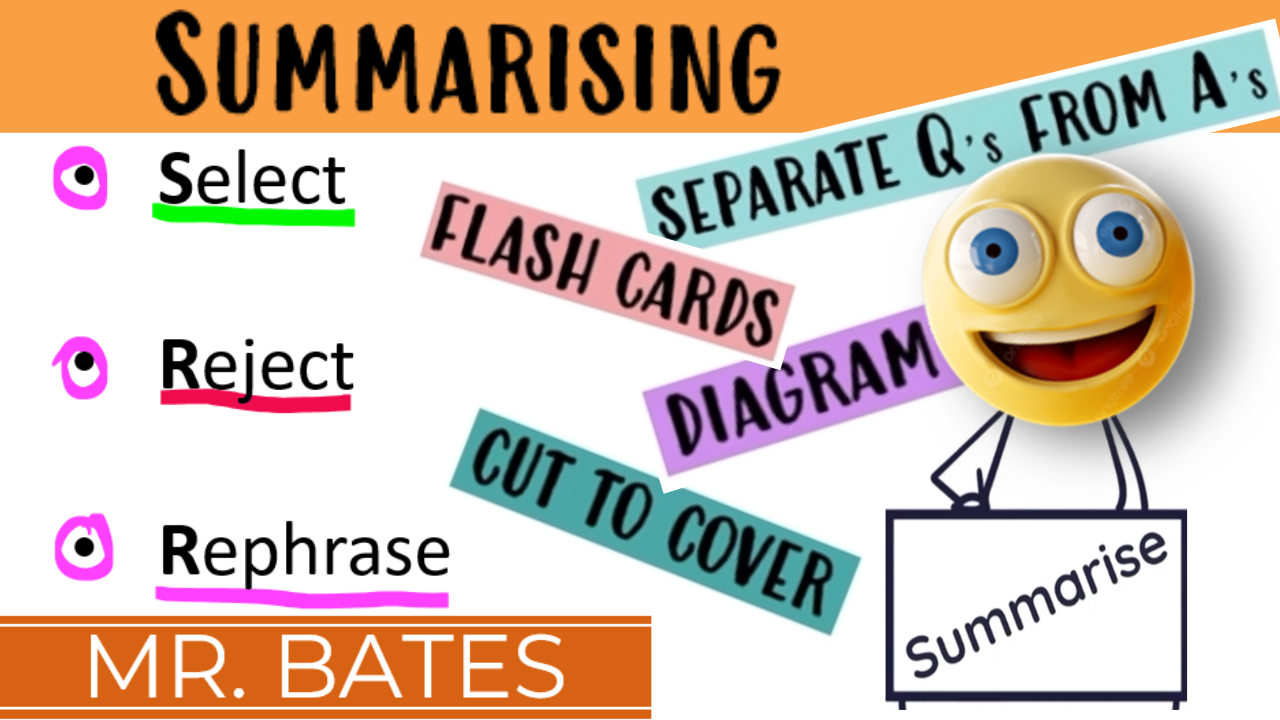 SUMMARISING
Select
Reject
Rephrase
SEPARATE Q's FROM A's
FLASH CARDS
DIAGRAM
CUT TO COVER
Summarise
MR. BATES